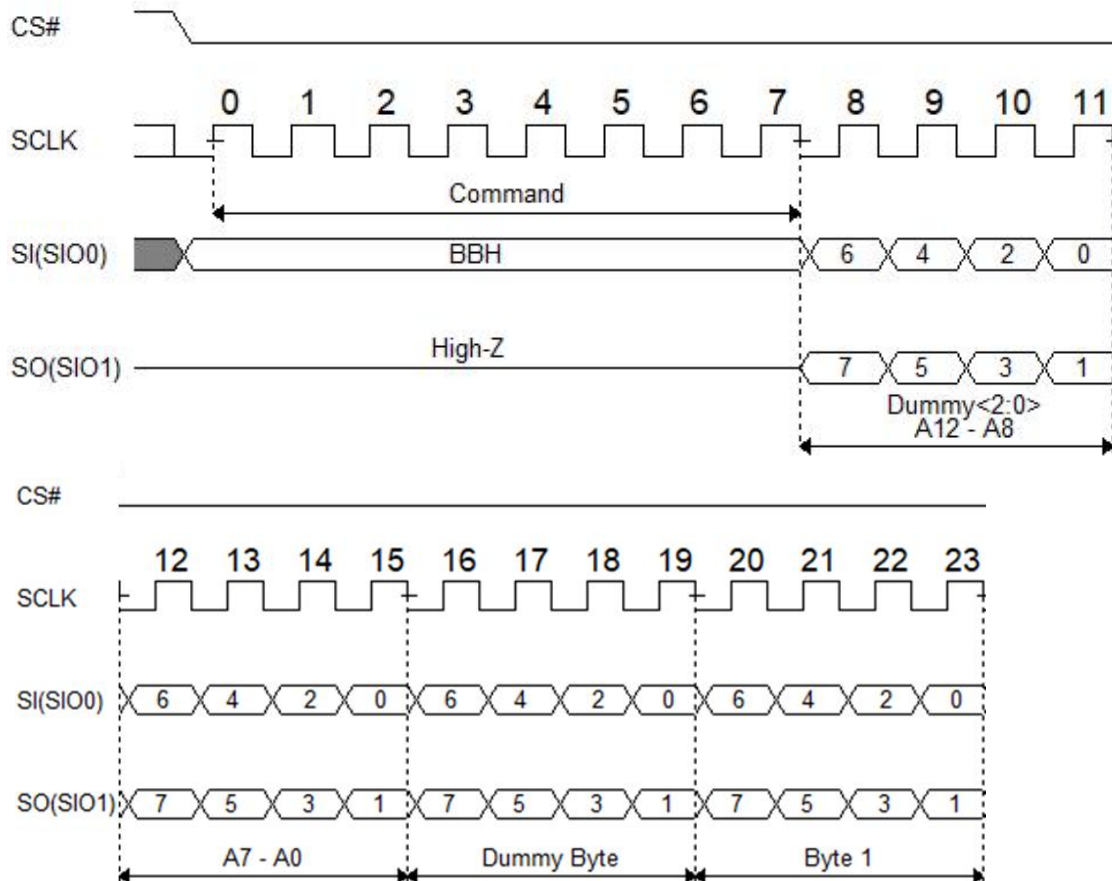 CS#
0 1 2 3 4 5 6 7 8 9 10 11
SCLK
Command
SI(SIO0) BBH 6 4 2 0
High-Z
SO(SIO1) 7 5 3 1
Dummy<2:0>
A12 - A8
CS#
12 13 14 15 16 17 18 19 20 21 22 23
SCLK
SI(SIO0) 6 4 2 0 6 4 2 0 6 4 2 0
SO(SIO1) 7 5 3 1 7 5 3 1 7 5 3 1
A7 - A0 Dummy Byte Byte 1